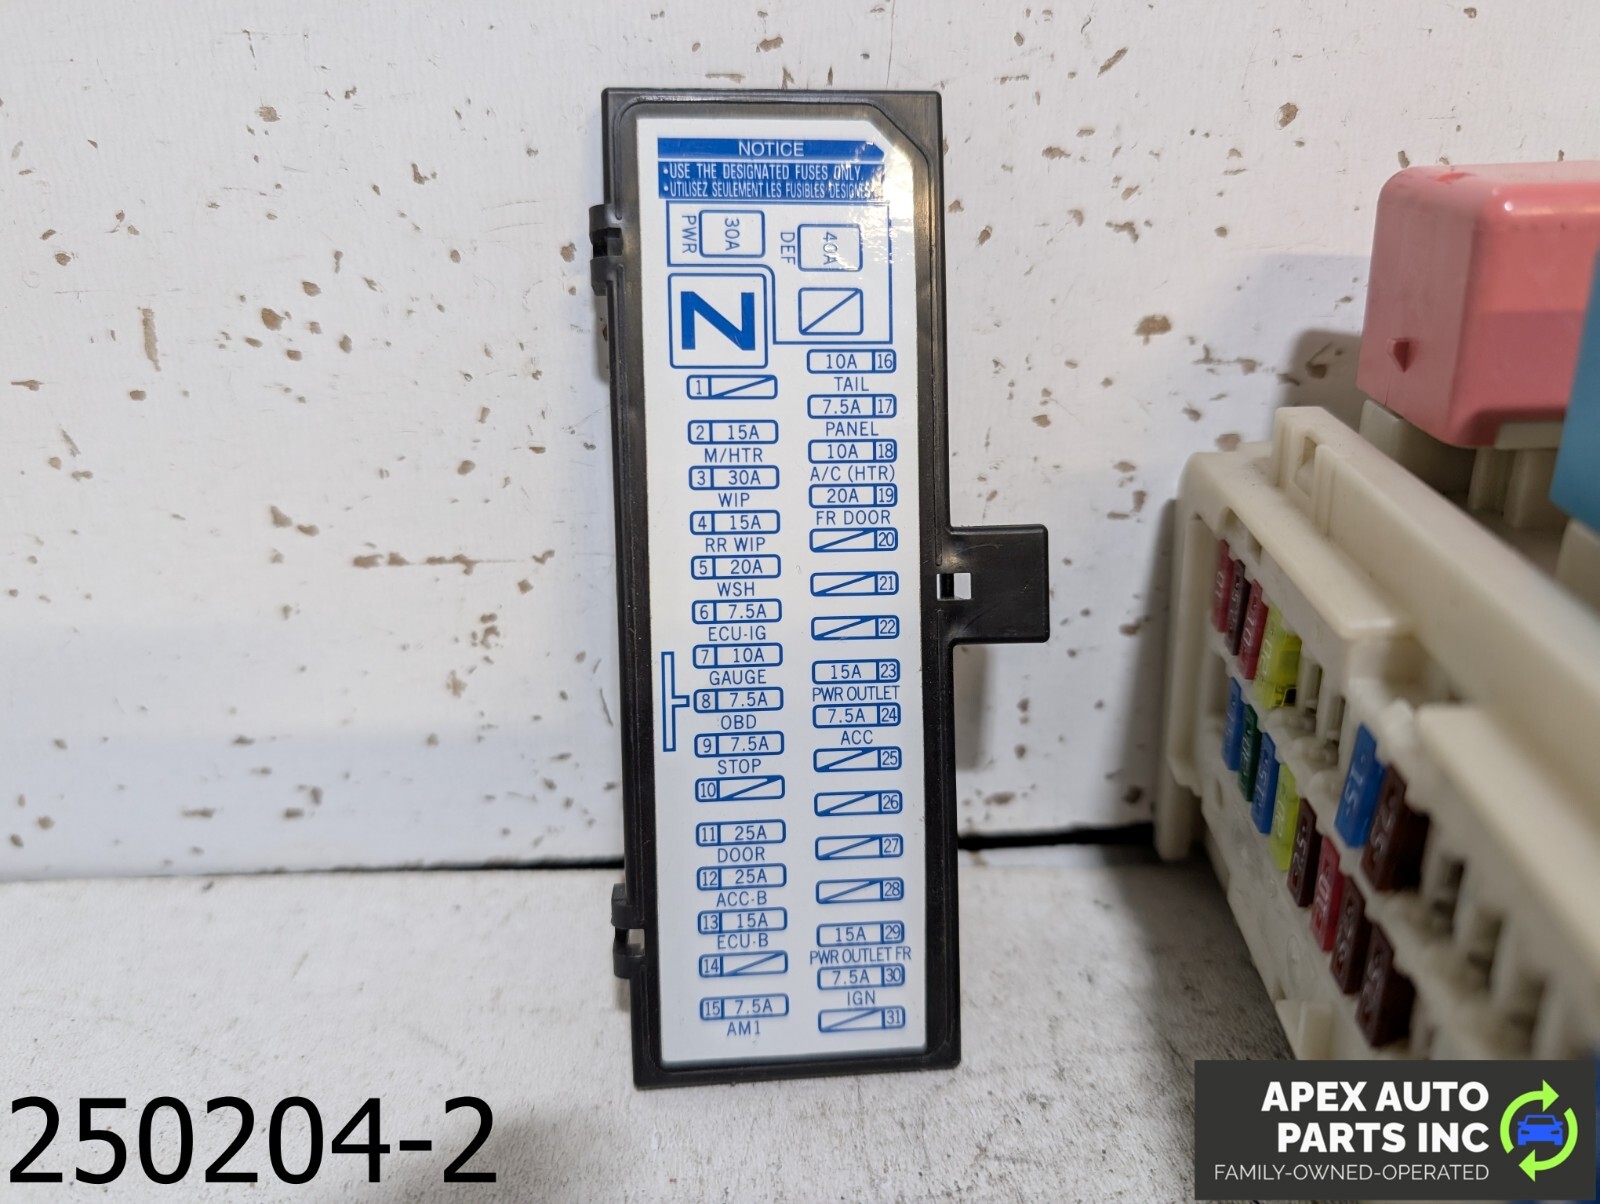 NOTICE
•USE THE DESIGNATED FUSES ONLY.
•UTILISEZ SEULEMENT LES FUSIBLES DESIGNES
30A
PWR
40A
DEF
N
1
2 15A
M/HTR
3 30A
WIP
4 15A
RR WIP
5 20A
WSH
6 7.5A
ECU-IG
7 10A
GAUGE
8 7.5A
OBD
9 7.5A
STOP
10
11 25A
DOOR
12 25A
ACC-B
13 15A
ECU-B
14
15 7.5A
AM1
10A 16
TAIL
7.5A 17
PANEL
10A 18
A/C (HTR)
20A 19
FR DOOR
20
21
22
15A 23
PWR OUTLET
7.5A 24
ACC
25
26
27
28
15A 29
PWR OUTLET FR
7.5A 30
IGN
31
250204-2
APEX AUTO
PARTS INC
FAMILY-OWNED-OPERATED